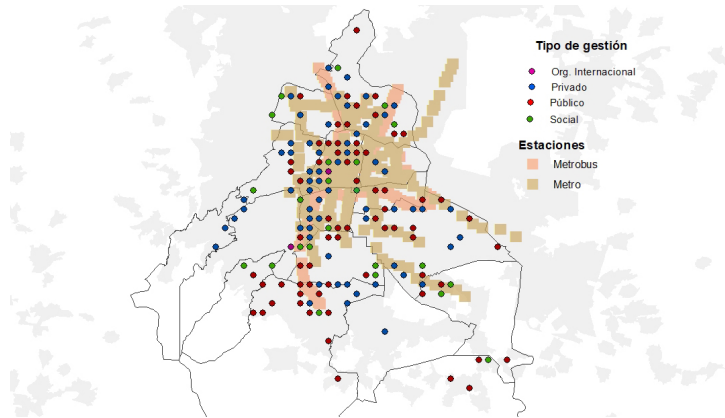 Tipo de gestión
Org. Internacional
Privado
Público
Social
Estaciones
Metrobus
Metro